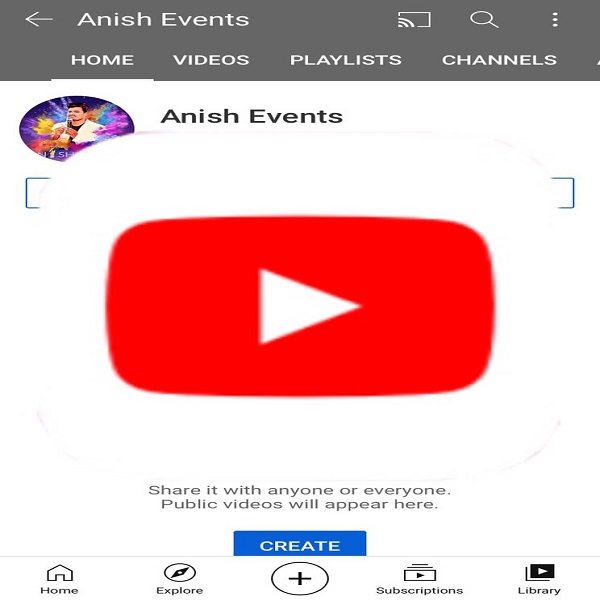 Anish Events
HOME VIDEOS PLAYLISTS CHANNELS
Anish Events
Share it with anyone or everyone.
Public videos will appear here.
CREATE
Home Explore Subscriptions Library